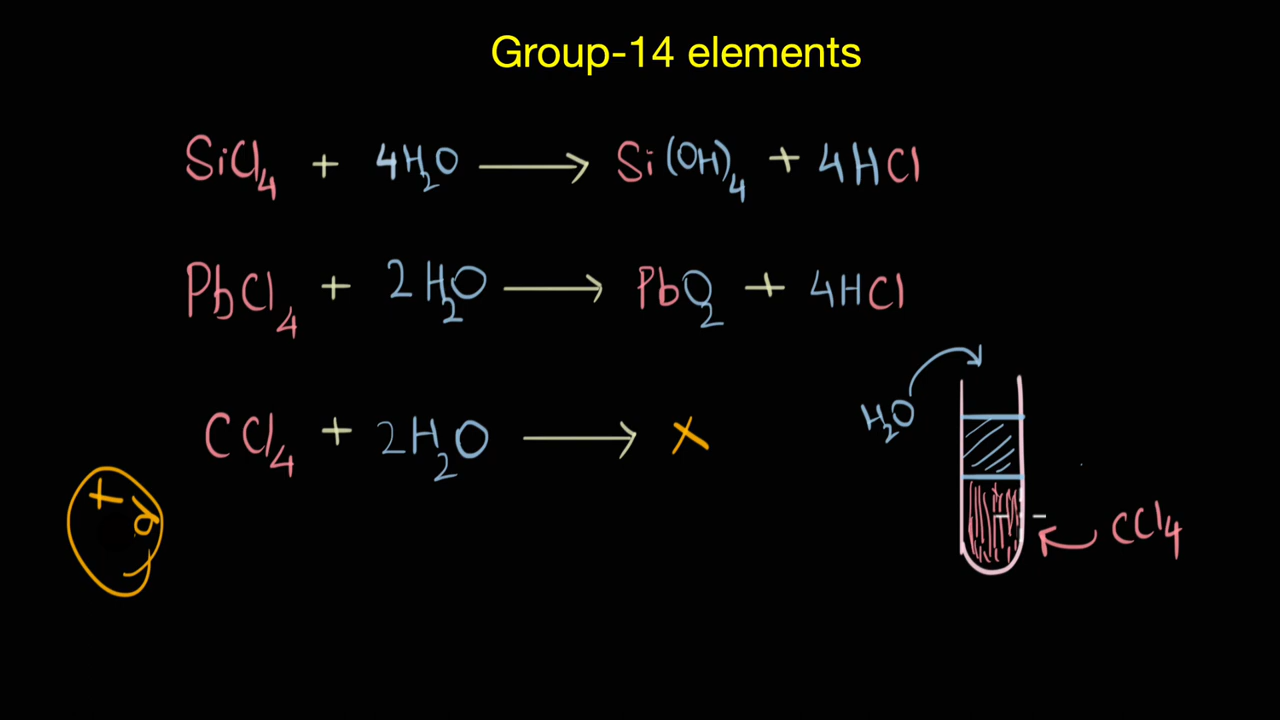 Group-14 elements
SiCl₄ + 4H₂O ⟶ Si(OH)₄ + 4HCl
PbCl₄ + 2H₂O ⟶ PbO₂ + 4HCl
CCl₄ + 2H₂O ⟶ X
H₂O
CCl₄